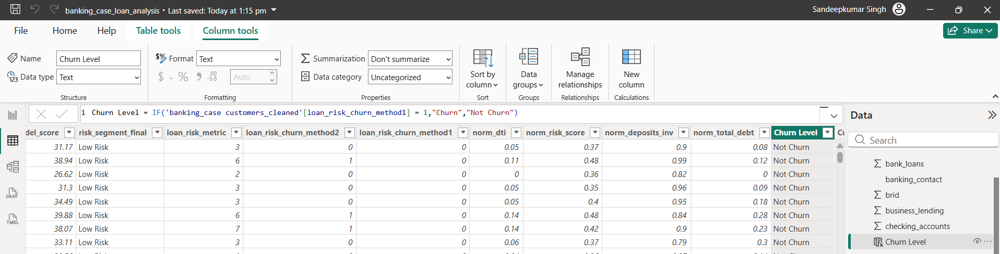 banking_case_loan_analysis • Last saved: Today at 1:15 pm
Sandeepkumar Singh
File Home Help Table tools Column tools
Share
Name Churn Level
Data type Text
Structure
Format Text
$ % 9 .00 Auto
Formatting
Summarization Don't summarize
Data category Uncategorized
Properties
Sort by
column
Sort
Data
groups
Groups
Manage
relationships
Relationships
New
column
Calculations
1 Churn Level = IF('banking_case customers_cleaned'[loan_risk_churn_method1] = 1,"Churn","Not Churn")
del_score risk_segment_final loan_risk_metric loan_risk_churn_method2 loan_risk_churn_method1 norm_dti norm_risk_score norm_deposits_inv norm_total_debt Churn Level Cu
31.17 Low Risk 3 0 0 0.05 0.37 0.9 0.08 Not Churn
38.94 Low Risk 6 1 0 0.11 0.48 0.99 0.12 Not Churn
26.62 Low Risk 2 0 0 0 0.36 0.82 0 Not Churn
31.3 Low Risk 3 0 0 0.05 0.35 0.96 0.09 Not Churn
34.49 Low Risk 3 0 0 0.05 0.4 0.95 0.18 Not Churn
39.88 Low Risk 6 1 0 0.14 0.48 0.84 0.28 Not Churn
38.07 Low Risk 7 1 0 0.14 0.42 0.9 0.23 Not Churn
33.11 Low Risk 3 0 0 0.06 0.37 0.79 0.3 Not Churn
Data
Search
bank_loans
banking_contact
brid
business_lending
checking_accounts
Churn Level
DAX
TMDL